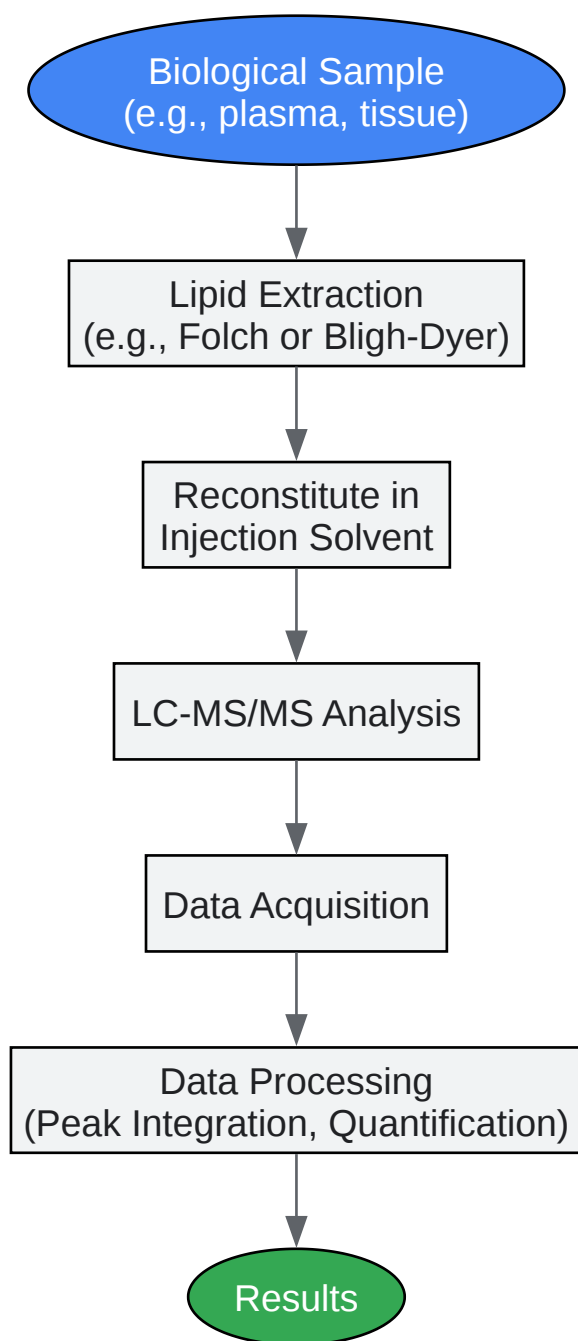 Biological Sample
(e.g., plasma, tissue)
Lipid Extraction
(e.g., Folch or Bligh-Dyer)
Reconstitute in
Injection Solvent
LC-MS/MS Analysis
Data Acquisition
Data Processing
(Peak Integration, Quantification)
Results